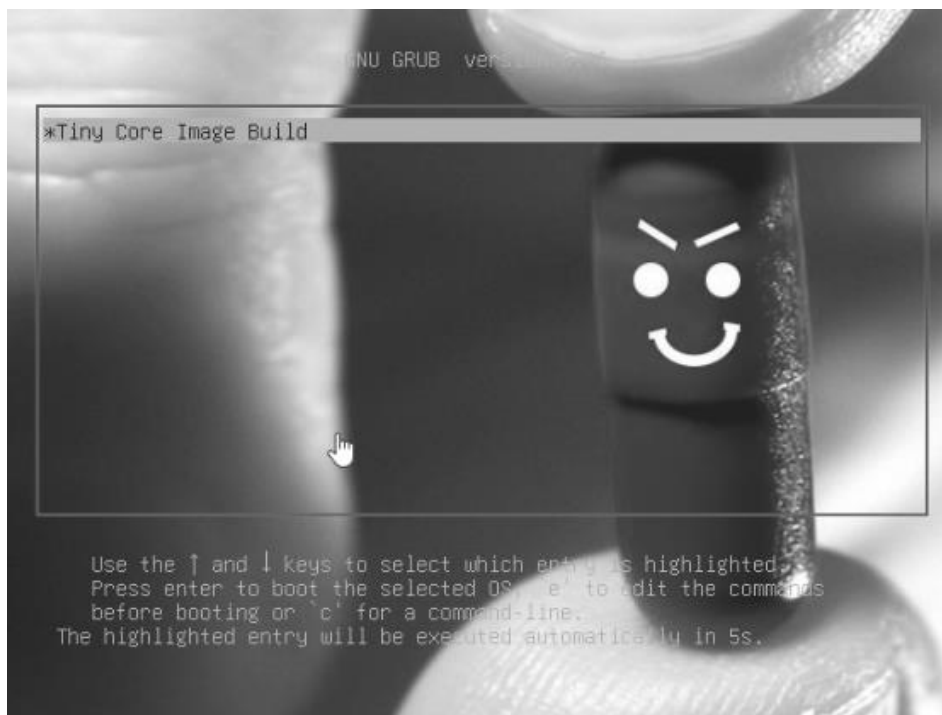 GNU GRUB version
*Tiny Core Image Build
Use the ↑ and ↓ keys to select which entry is highlighted.
Press enter to boot the selected OS, `e' to edit the commands
before booting or `c' for a command-line.
The highlighted entry will be executed automatically in 5s.